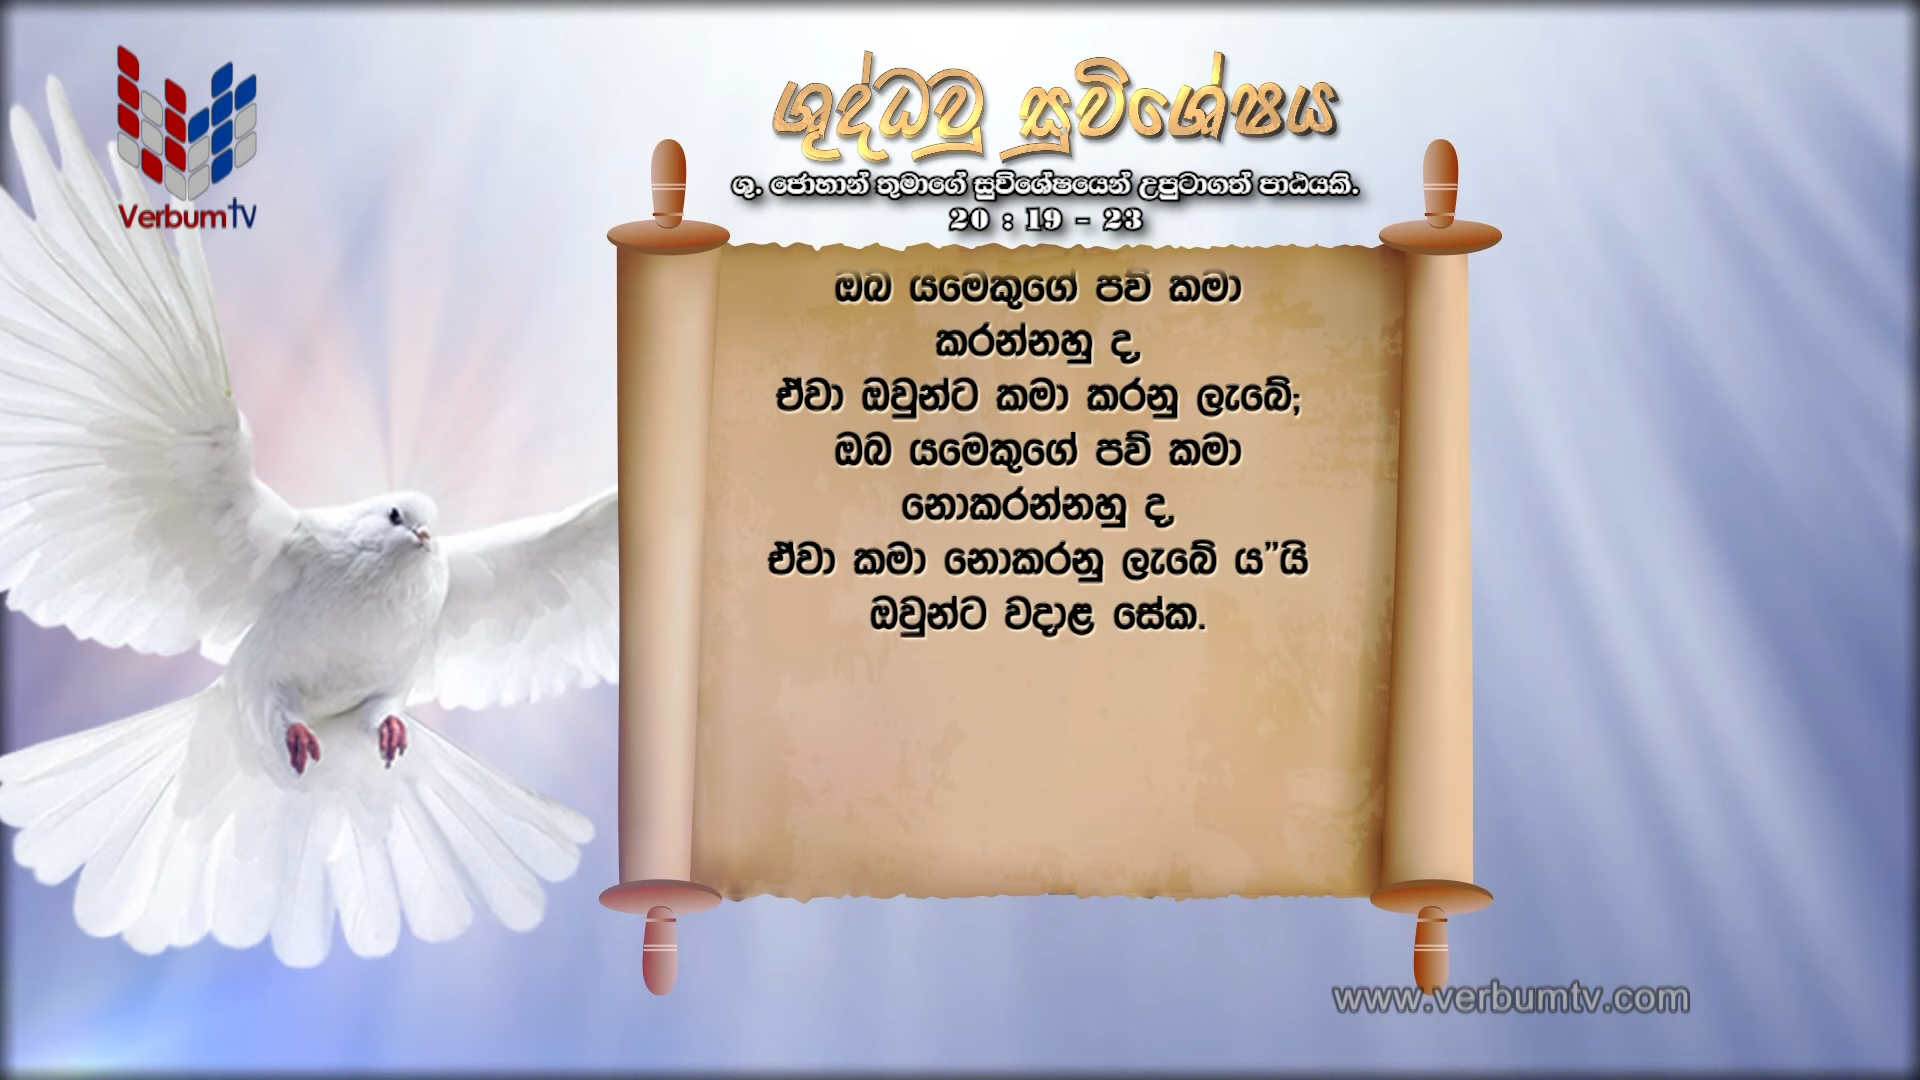 VerbumTV
ශුද්ධවු සුවිශේෂය
ශු. ජොහාන් තුමාගේ සුවිශේෂයෙන් උපුටාගත් පාඨයකි.
20 : 19 - 23
ඔබ යමෙකුගේ පව් කමා
කරන්නහු ද,
ඒවා ඔවුන්ට කමා කරනු ලැබේ;
ඔබ යමෙකුගේ පව් කමා
නොකරන්නහු ද,
ඒවා කමා නොකරනු ලැබේ ය”යි
ඔවුන්ට වදාළ සේක.
www.verbumtv.com